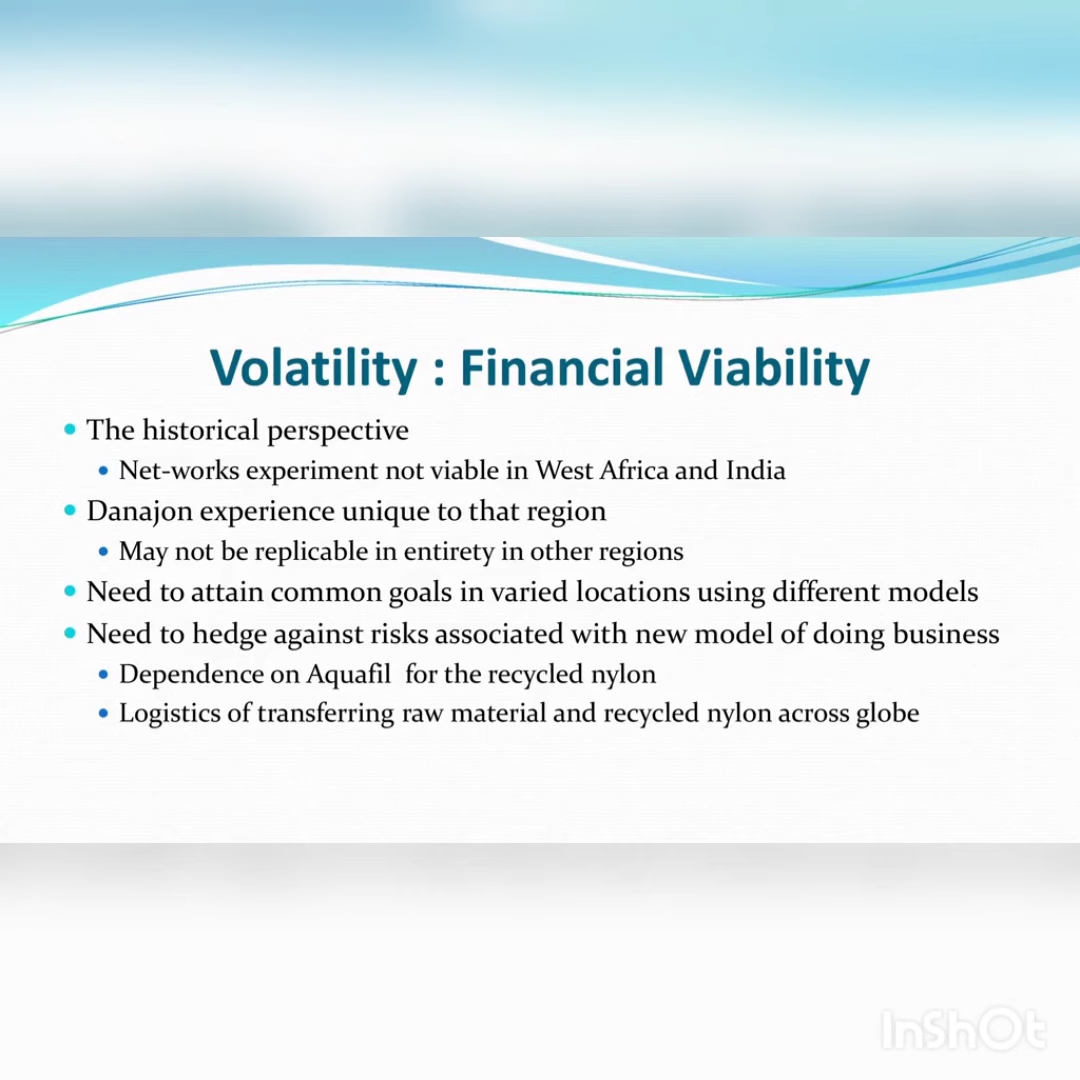 Volatility : Financial Viability
The historical perspective
Net-works experiment not viable in West Africa and India
Danajon experience unique to that region
May not be replicable in entirety in other regions
Need to attain common goals in varied locations using different models
Need to hedge against risks associated with new model of doing business
Dependence on Aquafil for the recycled nylon
Logistics of transferring raw material and recycled nylon across globe
InShOt